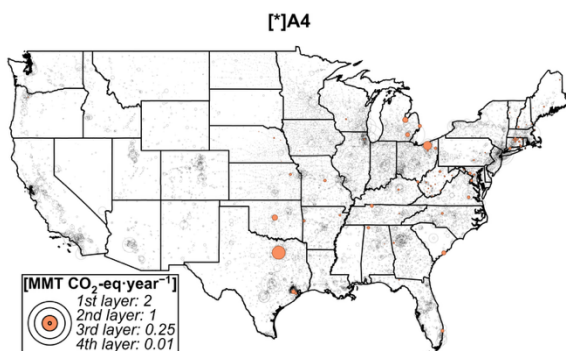 [*]A4
[MMT CO₂-eq·year⁻¹]
1st layer: 2
2nd layer: 1
3rd layer: 0.25
4th layer: 0.01